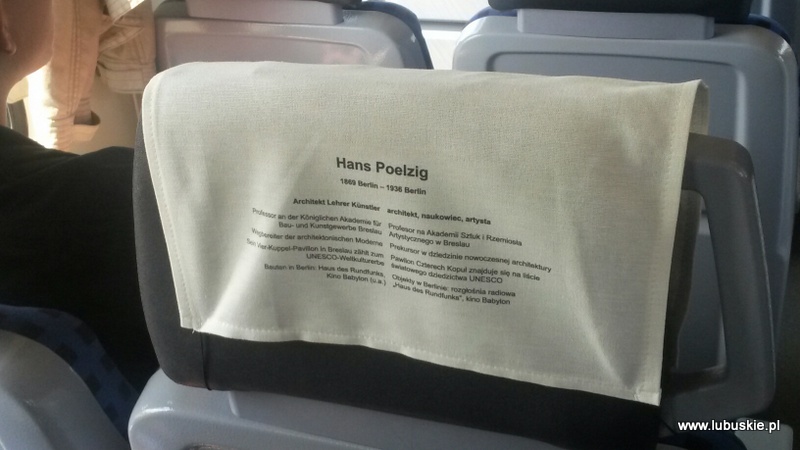 Hans Poelzig
1869 Berlin – 1936 Berlin
Architekt Lehrer Künstler
Professor an der Königlichen Akademie für
Bau- und Kunstgewerbe Breslau
Wegbereiter der architektonischen Moderne
Sein Vier-Kuppel-Pavillon in Breslau zählt zum
UNESCO-Weltkulturerbe
Bauten in Berlin: Haus des Rundfunks,
Kino Babylon (u.a.)
architekt, naukowiec, artysta
Profesor na Akademii Sztuk i Rzemiosła
Artystycznego w Breslau
Prekursor w dziedzinie nowoczesnej architektury
Pawilon Czterech Kopuł znajduje się na liście
światowego dziedzictwa UNESCO
Objekty w Berlinie: rozgłośnia radiowa
„Haus des Rundfunks", kino Babylon
www.lubuskie.pl